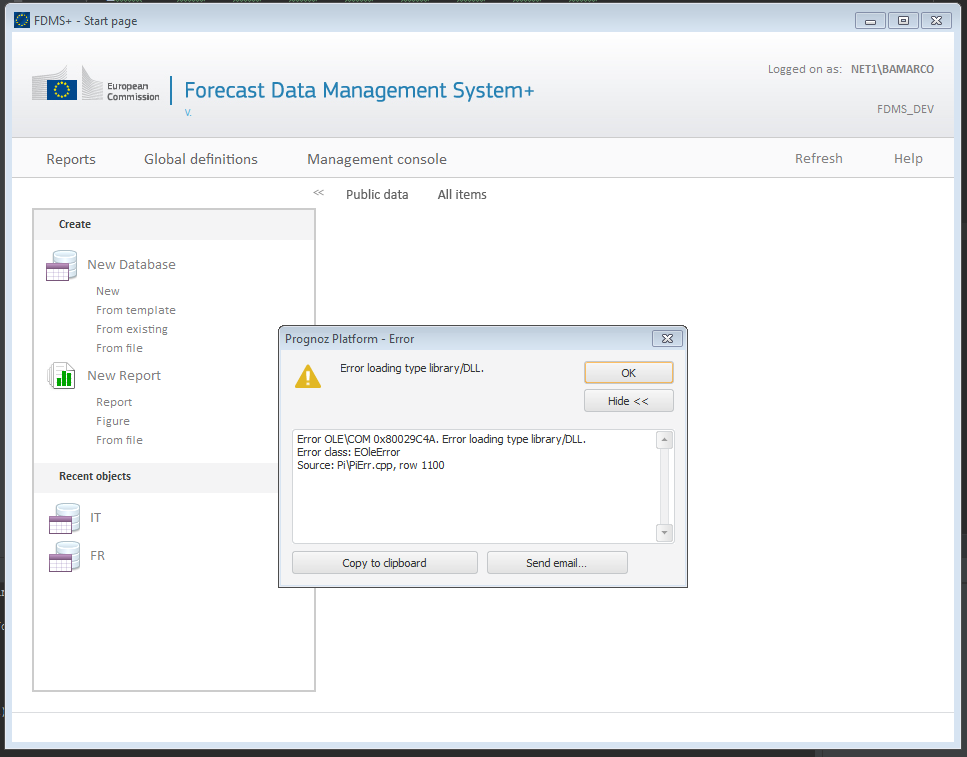 FDMS+ - Start page
Logged on as: NET1\BAMARCO
European
Commission
Forecast Data Management System+
v.
FDMS_DEV
Reports Global definitions Management console Refresh Help
<< Public data All items
Create
New Database
New
From template
From existing
From file
New Report
Report
Figure
From file
Recent objects
IT
FR
Prognoz Platform - Error
Error loading type library/DLL.
OK
Hide <<
Error OLE\COM 0x80029C4A. Error loading type library/DLL.
Error class: EOleError
Source: Pi\PiErr.cpp, row 1100
Copy to clipboard Send email...